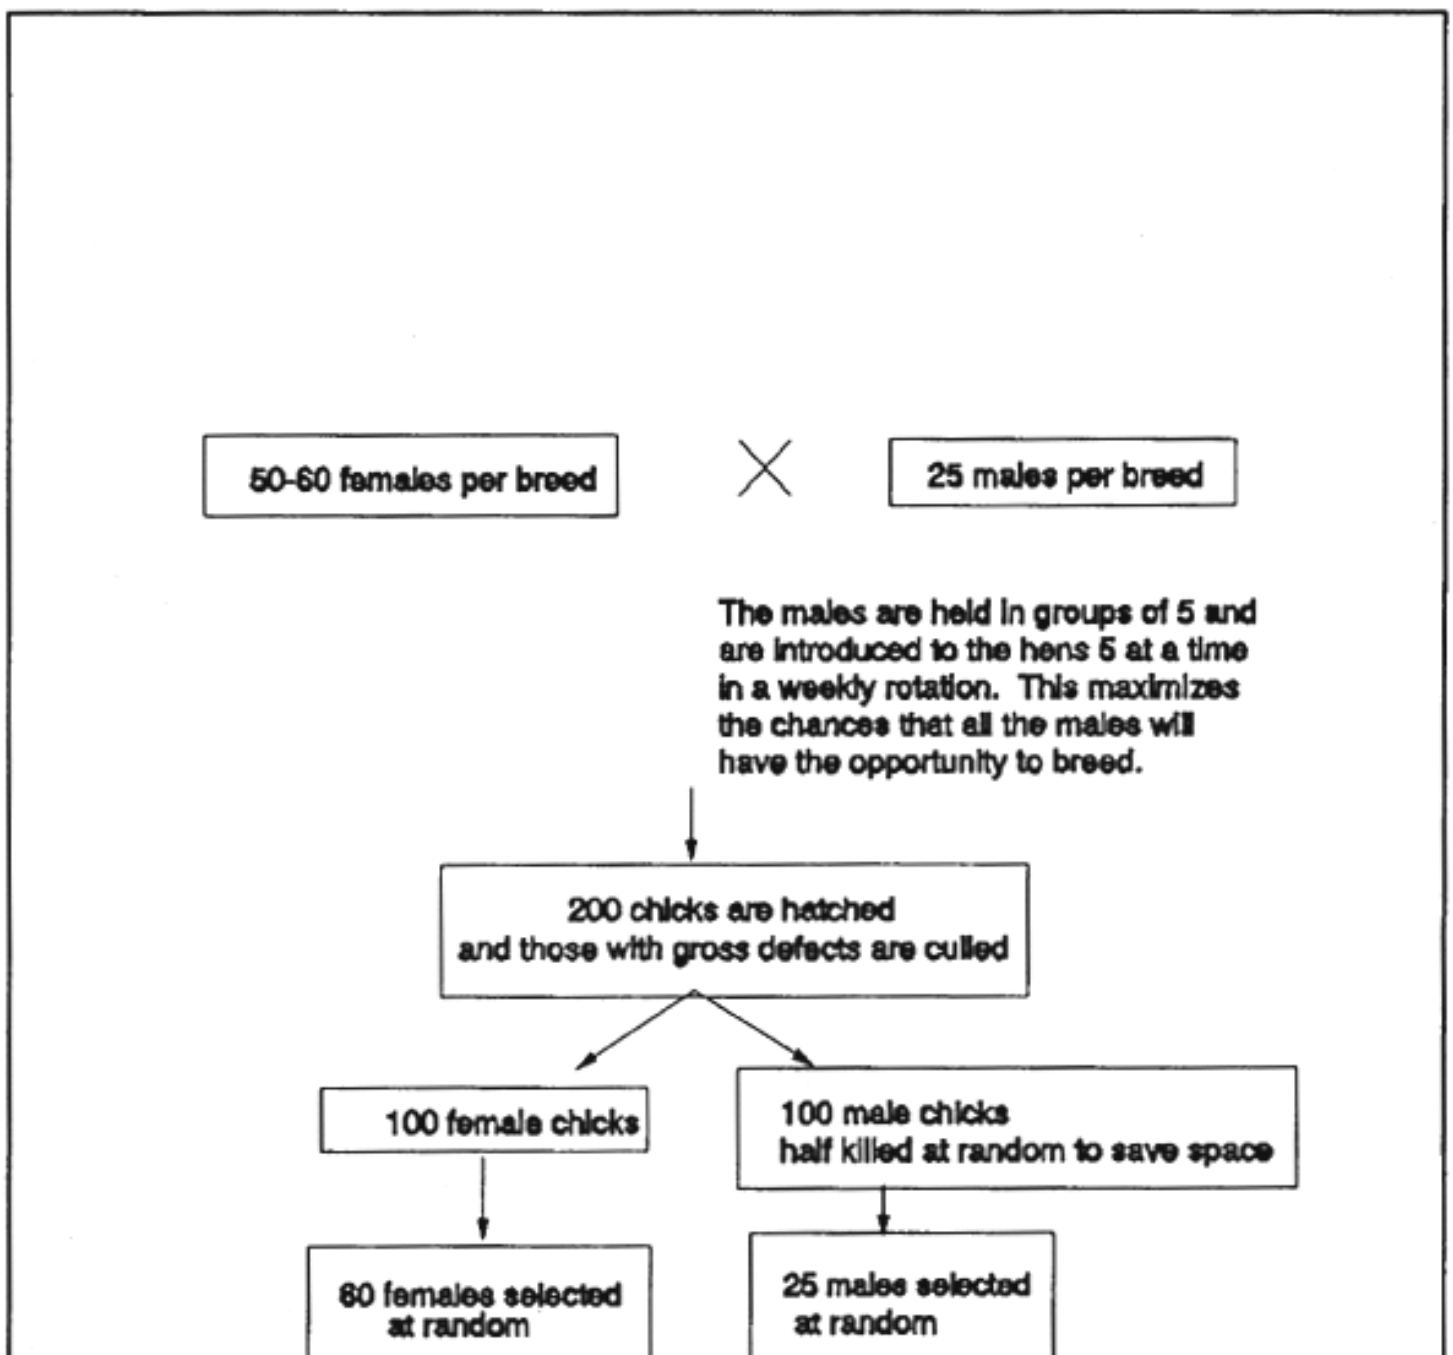 50-60 females per breed
25 males per breed
The males are held in groups of 5 and
are introduced to the hens 5 at a time
in a weekly rotation. This maximizes
the chances that all the males will
have the opportunity to breed.
200 chicks are hatched
and those with gross defects are culled
100 female chicks
100 male chicks
half killed at random to save space
60 females selected
at random
25 males selected
at random